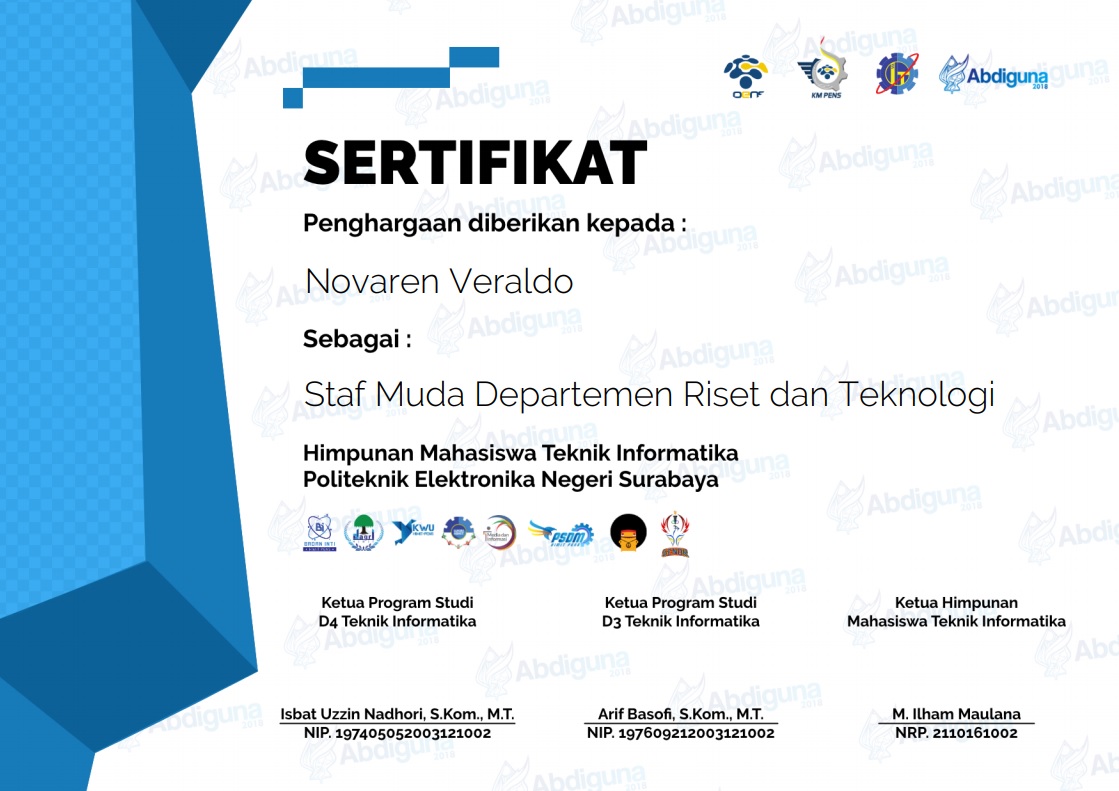 KM PENS
Abdiguna
2018
SERTIFIKAT
Penghargaan diberikan kepada :
Novaren Veraldo
Sebagai :
Staf Muda Departemen Riset dan Teknologi
Himpunan Mahasiswa Teknik Informatika
Politeknik Elektronika Negeri Surabaya
BADAN INTI
KWU
PSDM
Ketua Program Studi
D4 Teknik Informatika
Ketua Program Studi
D3 Teknik Informatika
Ketua Himpunan
Mahasiswa Teknik Informatika
Isbat Uzzin Nadhori, S.Kom., M.T.
NIP. 197405052003121002
Arif Basofi, S.Kom., M.T.
NIP. 197609212003121002
M. Ilham Maulana
NRP. 2110161002